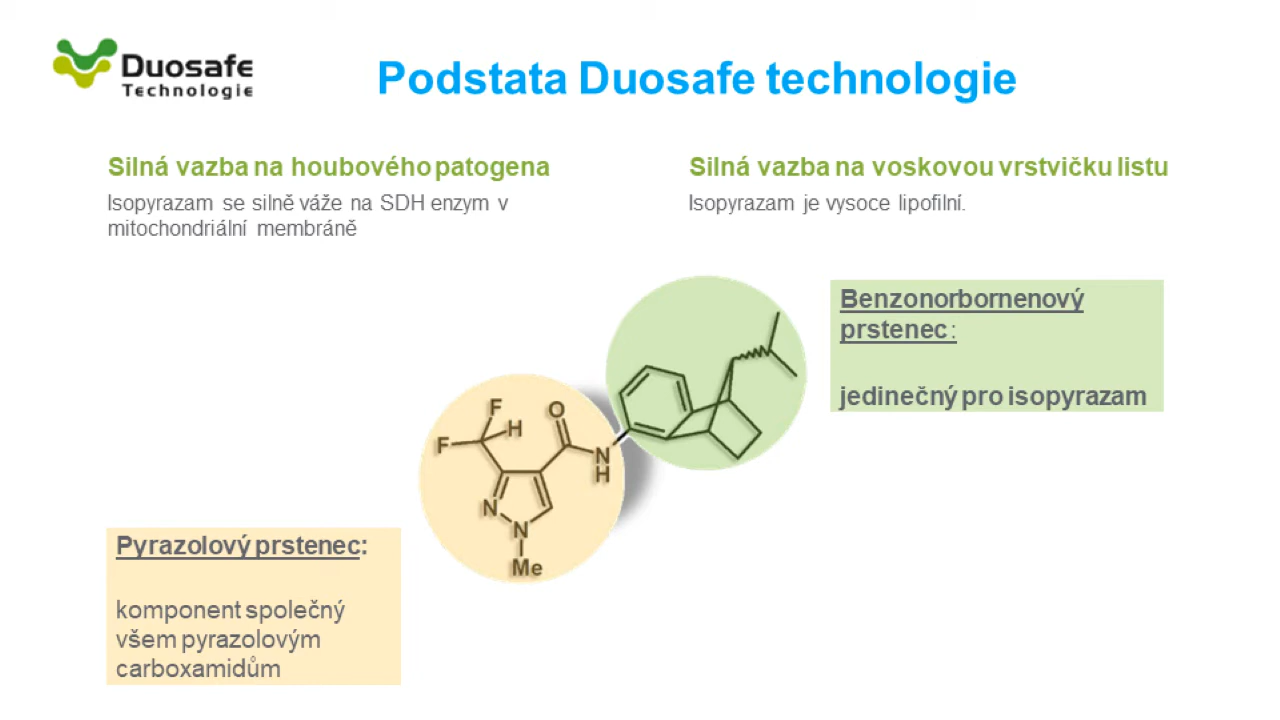 Duosafe
Technologie
Podstata Duosafe technologie
Silná vazba na houbového patogena
Isopyrazam se silně váže na SDH enzym v
mitochondriální membráně
Silná vazba na voskovou vrstvičku listu
Isopyrazam je vysoce lipofilní.
Benzonorbornenový
prstenec:
jedinečný pro isopyrazam
F
F
H
O
N
H
N
N
Me
Pyrazolový prstenec:
komponent společný
všem pyrazolovým
carboxamidům